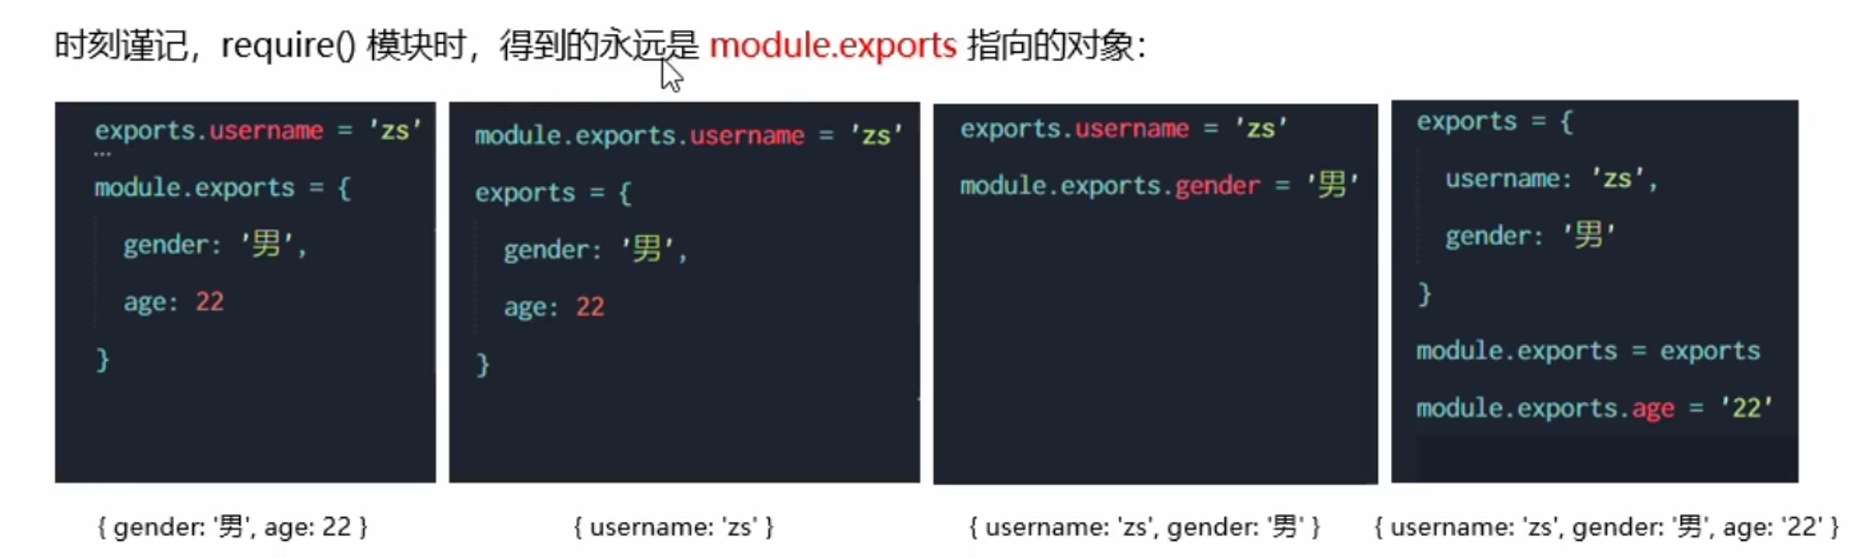 时刻谨记，require() 模块时，得到的永远是 module.exports 指向的对象：
exports.username = 'zs'
module.exports = {
gender: '男',
age: 22
}
{ gender: '男', age: 22 }
module.exports.username = 'zs'
exports = {
gender: '男',
age: 22
}
{ username: 'zs' }
exports.username = 'zs'
module.exports.gender = '男'
{ username: 'zs', gender: '男' }
exports = {
username: 'zs',
gender: '男'
}
module.exports = exports
module.exports.age = '22'
{ username: 'zs', gender: '男', age: '22' }